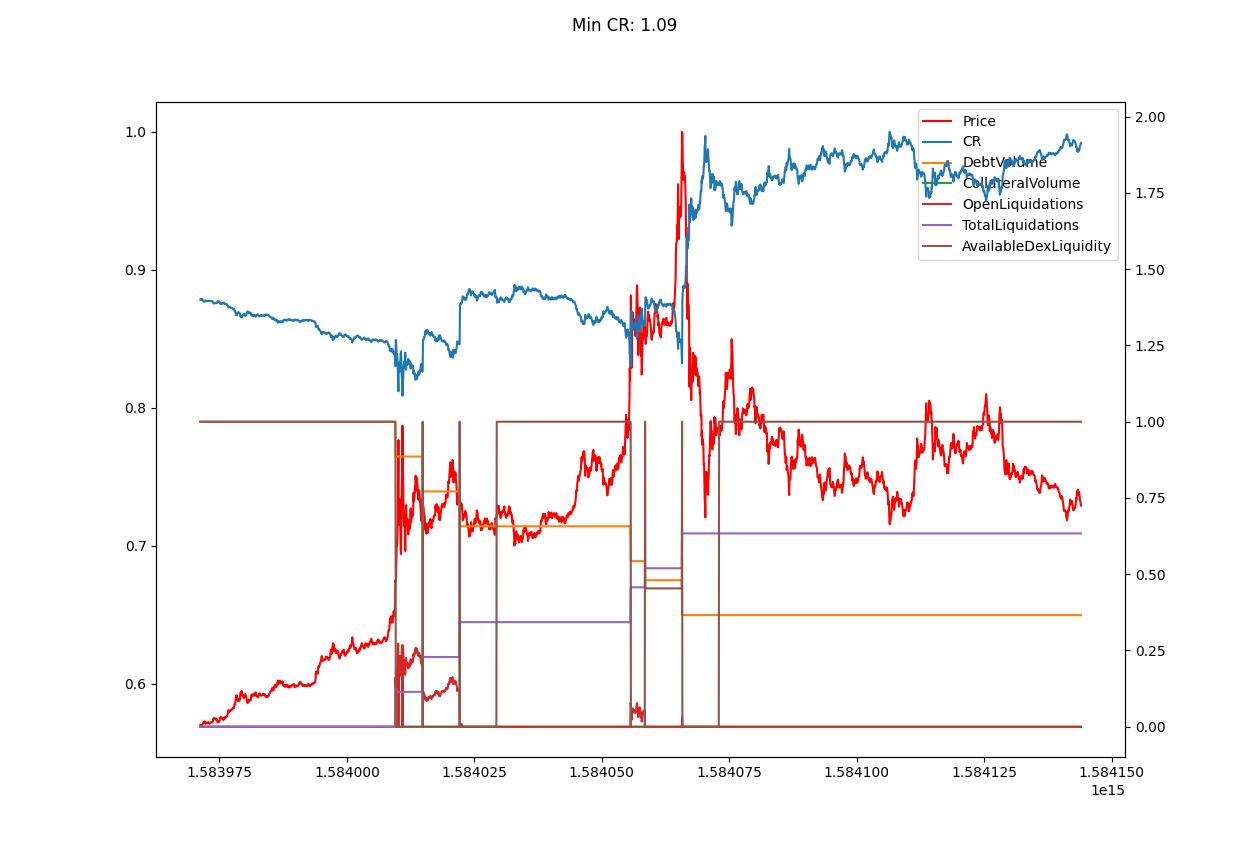 Min CR: 1.09
Price
CR
DebtVolume
CollateralVolume
OpenLiquidations
TotalLiquidations
AvailableDexLiquidity
1.0
0.9
0.8
0.7
0.6
2.00
1.75
1.50
1.25
1.00
0.75
0.50
0.25
0.00
1.583975 1.584000 1.584025 1.584050 1.584075 1.584100 1.584125 1.584150
1e15